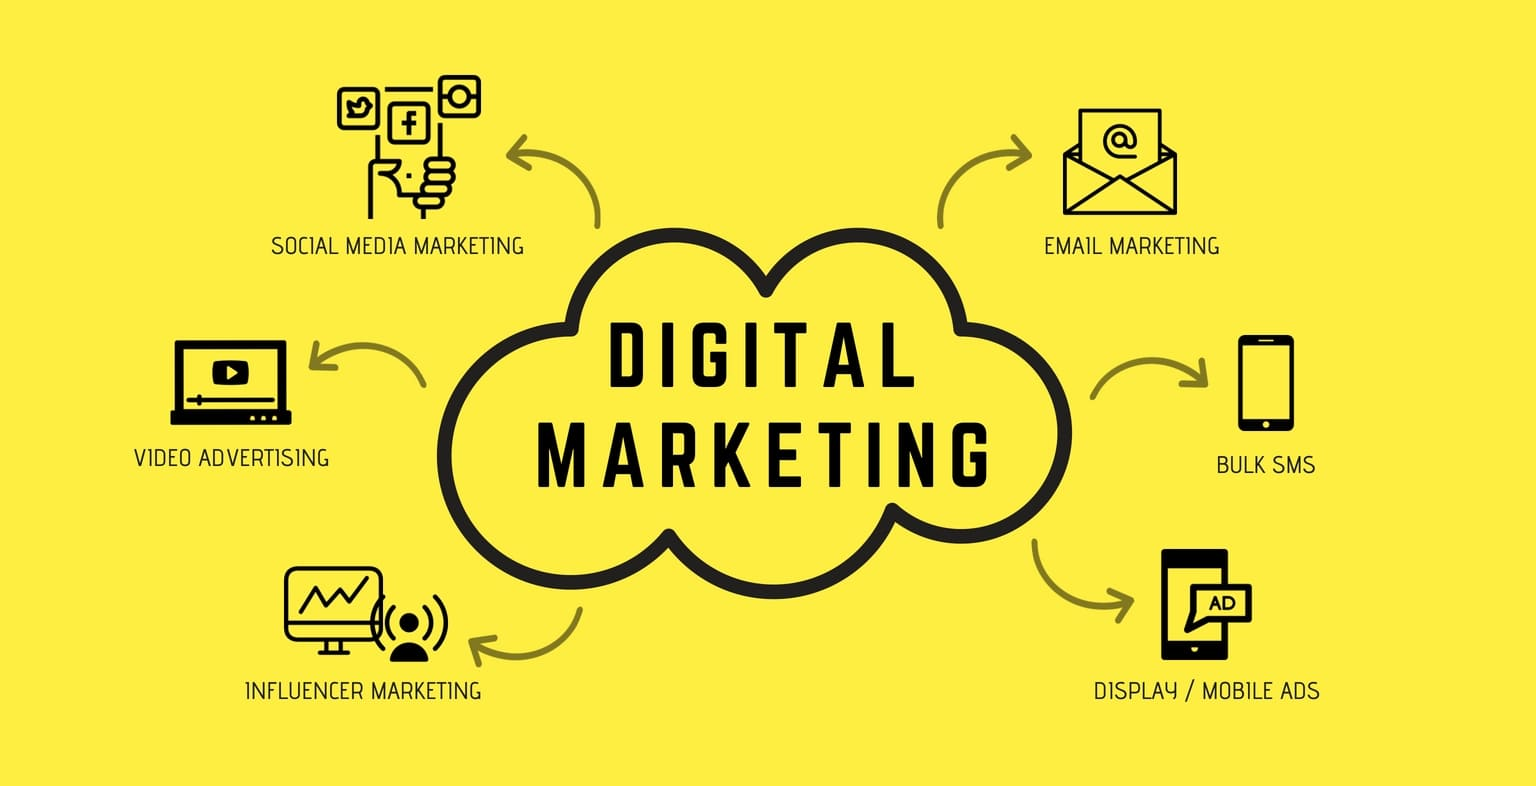 SOCIAL MEDIA MARKETING
EMAIL MARKETING
DIGITAL
MARKETING
VIDEO ADVERTISING
BULK SMS
AD
INFLUENCER MARKETING
DISPLAY / MOBILE ADS